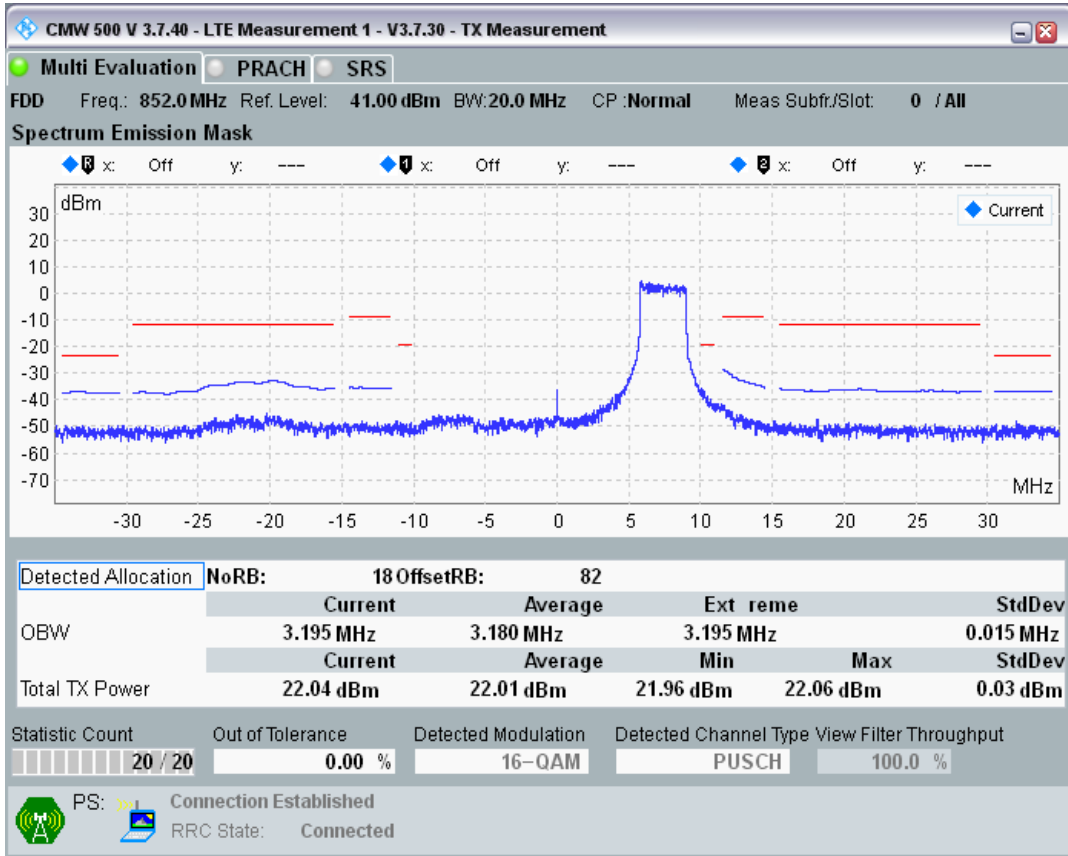 CMW 500 V 3.7.40 - LTE Measurement 1 - V3.7.30 - TX Measurement
Multi Evaluation PRACH SRS
FDD Freq.: 852.0 MHz Ref. Level: 41.00 dBm BW: 20.0 MHz CP :Normal Meas Subfr./Slot: 0 / All
Spectrum Emission Mask
R x: Off y: --- 1 x: Off y: --- 2 x: Off y: ---
dBm
Current
30
20
10
0
-10
-20
-30
-40
-50
-60
-70
MHz
-30 -25 -20 -15 -10 -5 0 5 10 15 20 25 30
Detected Allocation NoRB: 18 OffsetRB: 82
Current Average Ext reme StdDev
OBW 3.195 MHz 3.180 MHz 3.195 MHz 0.015 MHz
Current Average Min Max StdDev
Total TX Power 22.04 dBm 22.01 dBm 21.96 dBm 22.06 dBm 0.03 dBm
Statistic Count Out of Tolerance Detected Modulation Detected Channel Type View Filter Throughput
20 / 20 0.00 % 16-QAM PUSCH 100.0 %
PS: Connection Established
RRC State: Connected